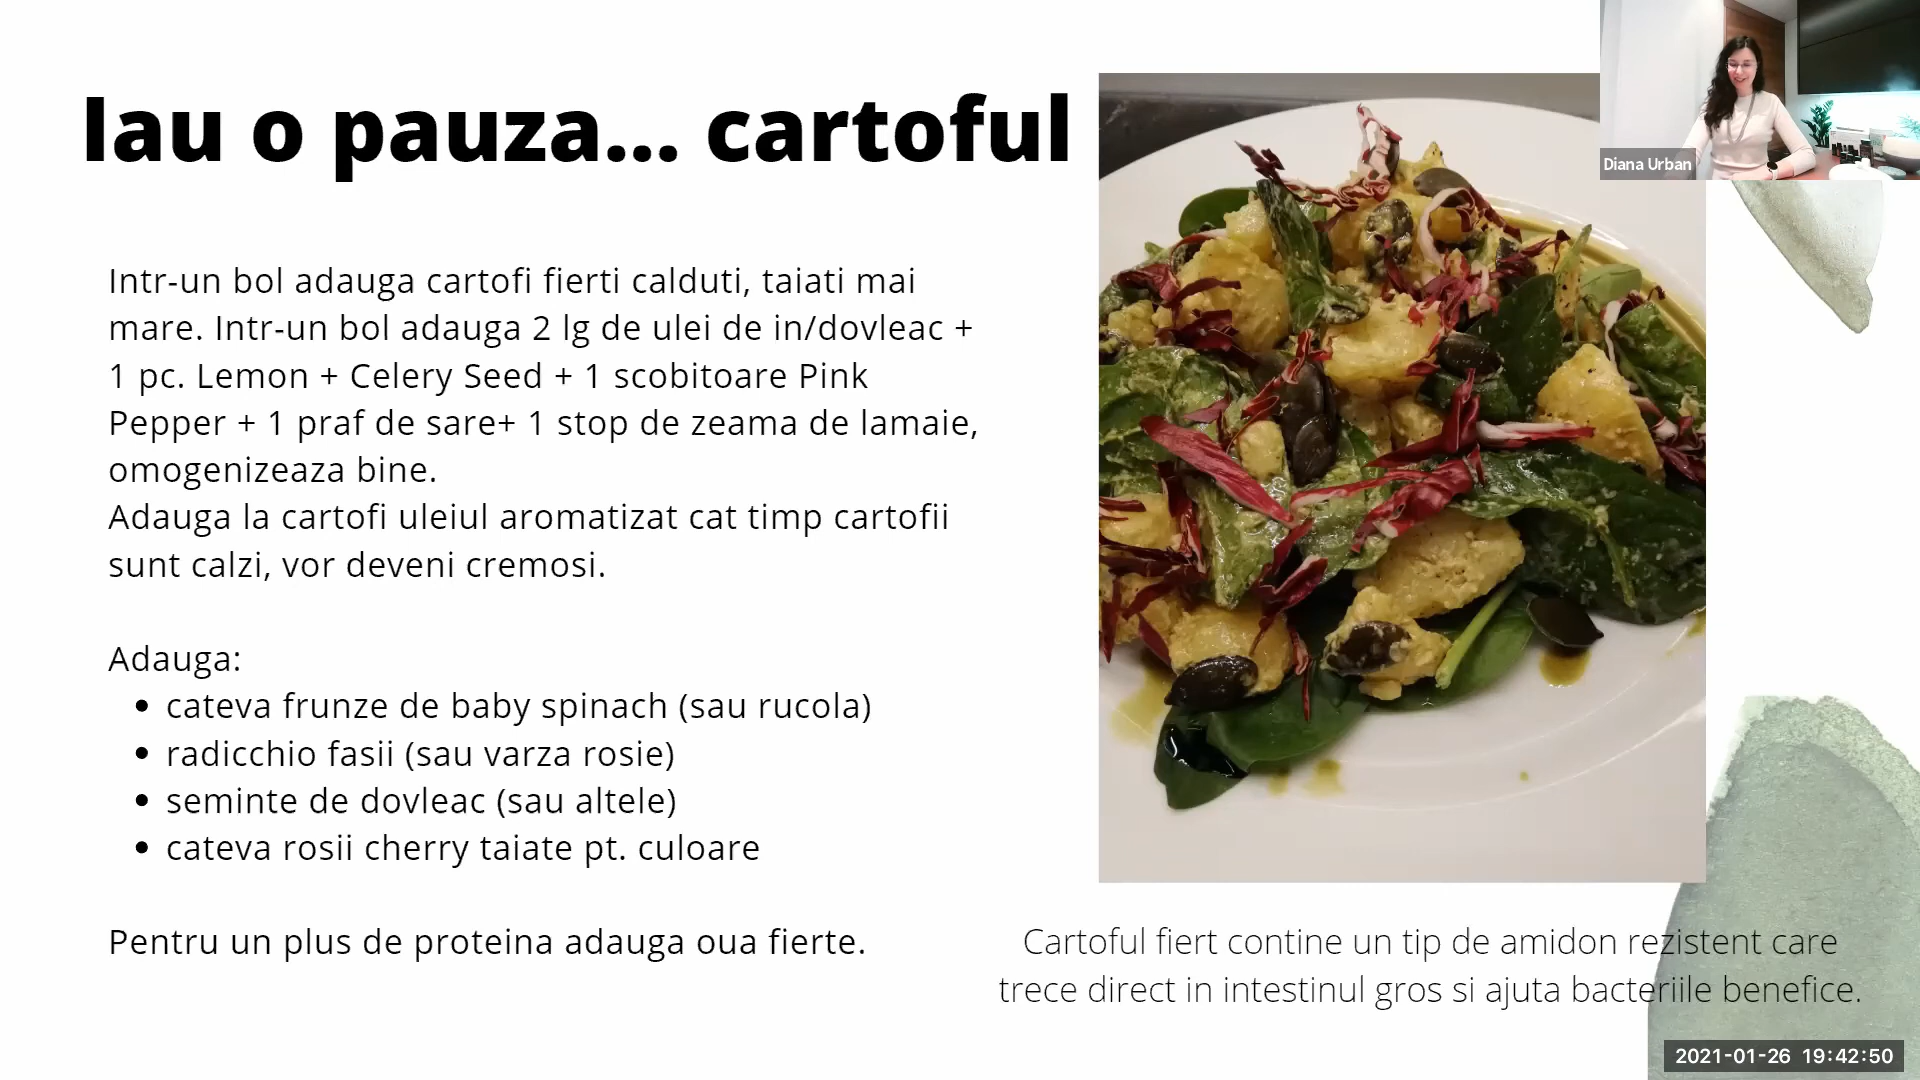 Iau o pauza... cartoful
Diana Urban
Intr-un bol adauga cartofi fierti calduti, taiati mai
mare. Intr-un bol adauga 2 lg de ulei de in/dovleac +
1 pc. Lemon + Celery Seed + 1 scobitoare Pink
Pepper + 1 praf de sare+ 1 stop de zeama de lamaie,
omogenizeaza bine.
Adauga la cartofi uleiul aromatizat cat timp cartofii
sunt calzi, vor deveni cremosi.
Adauga:
• cateva frunze de baby spinach (sau rucola)
• radicchio fasii (sau varza rosie)
• seminte de dovleac (sau altele)
• cateva rosii cherry taiate pt. culoare
Pentru un plus de proteina adauga oua fierte.
Cartoful fiert contine un tip de amidon rezistent care
trece direct in intestinul gros si ajuta bacteriile benefice.
2021-01-26 19:42:50